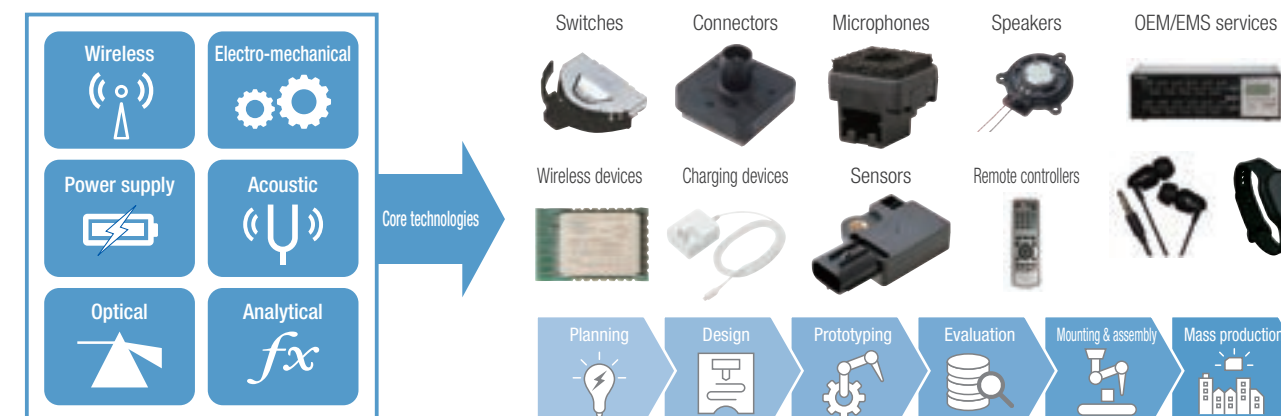 Wireless
Electro-mechanical
Power supply
Acoustic
Optical
Analytical
fx
Core technologies
Switches
Connectors
Microphones
Speakers
OEM/EMS services
Wireless devices
Charging devices
Sensors
Remote controllers
Planning
Design
Prototyping
Evaluation
Mounting & assembly
Mass production